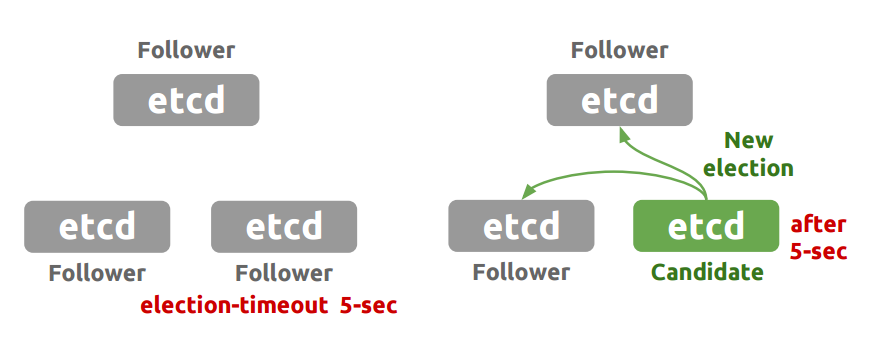 Follower
etcd
etcd
etcd
Follower
Follower
election-timeout 5-sec
Follower
etcd
New
election
etcd
etcd
after
5-sec
Follower
Candidate